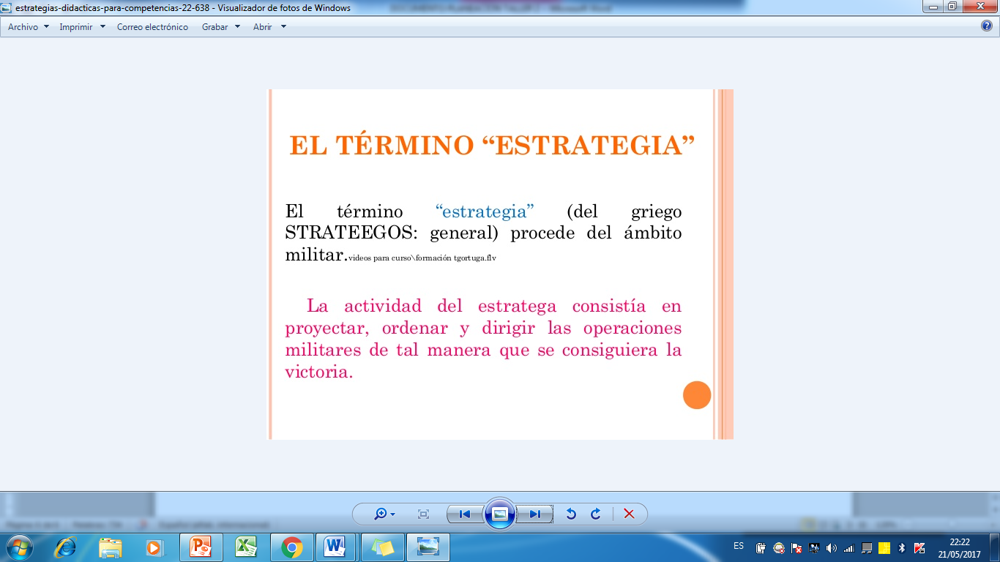 estrategias-didacticas-para-competencias-22-638 - Visualizador de fotos de Windows
Archivo Imprimir Correo electrónico Grabar Abrir
EL TÉRMINO “ESTRATEGIA”
El término “estrategia” (del griego
STRATEEGOS: general) procede del ámbito
militar.videos para curso\formación tgortuga.flv
La actividad del estratega consistía en
proyectar, ordenar y dirigir las operaciones
militares de tal manera que se consiguiera la
victoria.
ES
22:22
21/05/2017